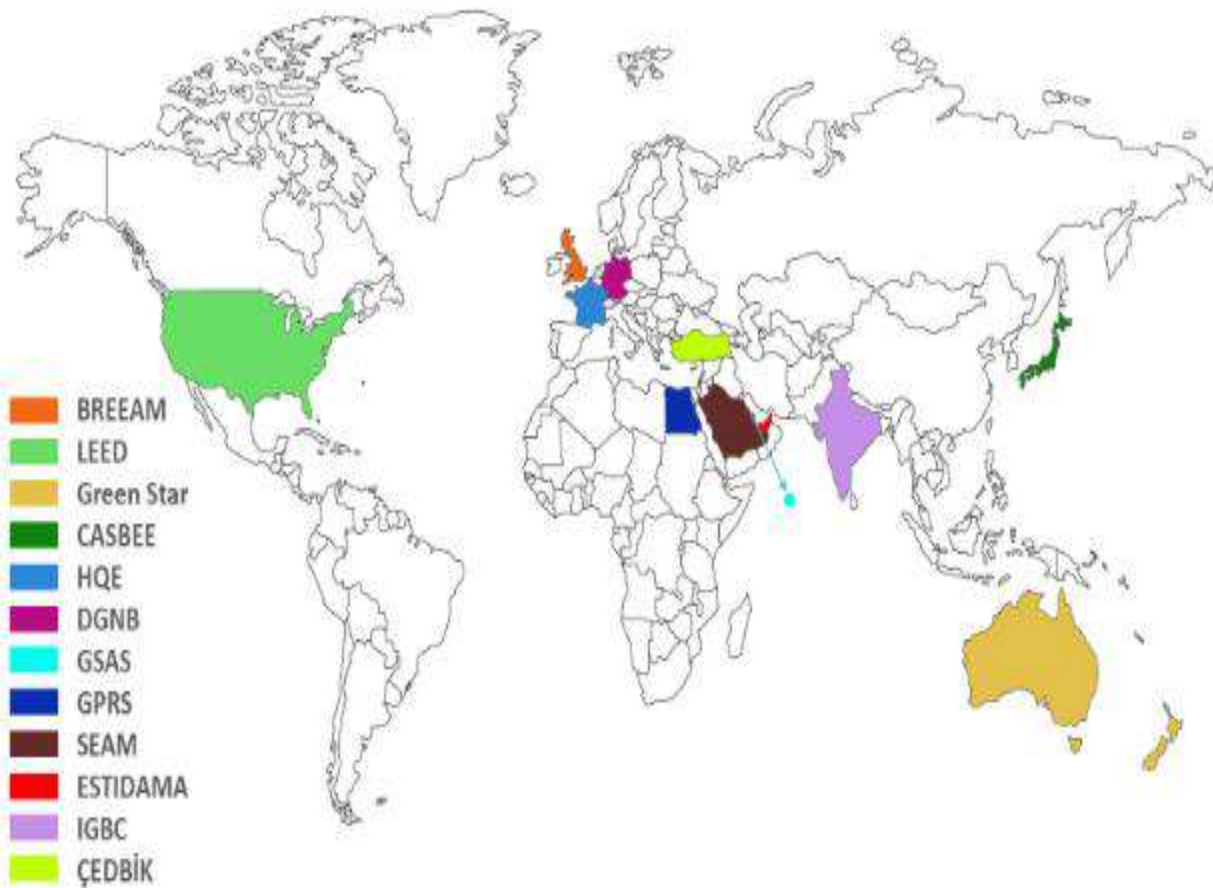 BREEAM
LEED
Green Star
CASBEE
HQE
DGNB
GSAS
GPRS
SEAM
ESTIDAMA
IGBC
ÇEDBİK